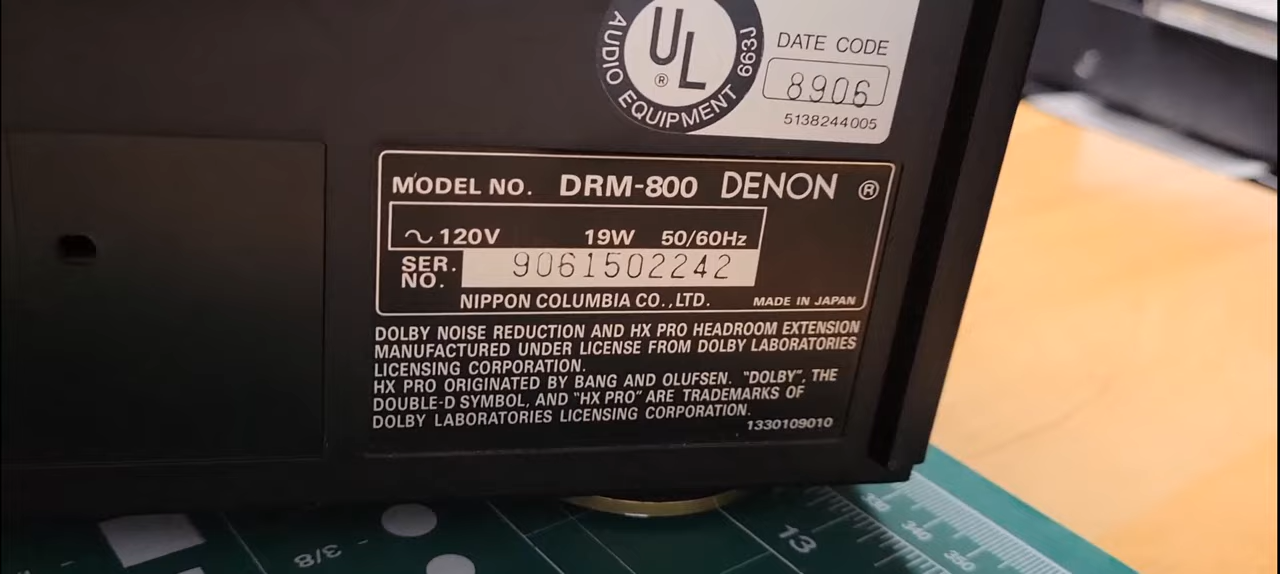 UL
®
AUDIO EQUIPMENT 663J
DATE CODE
8906
5138244005
MODEL NO. DRM-800 DENON ®
~ 120V 19W 50/60Hz
SER. NO. 9061502242
NIPPON COLUMBIA CO.,LTD. MADE IN JAPAN
DOLBY NOISE REDUCTION AND HX PRO HEADROOM EXTENSION
MANUFACTURED UNDER LICENSE FROM DOLBY LABORATORIES
LICENSING CORPORATION.
HX PRO ORIGINATED BY BANG AND OLUFSEN. "DOLBY", THE
DOUBLE-D SYMBOL, AND "HX PRO" ARE TRADEMARKS OF
DOLBY LABORATORIES LICENSING CORPORATION.
1330109010
3/8
13
330
340
350